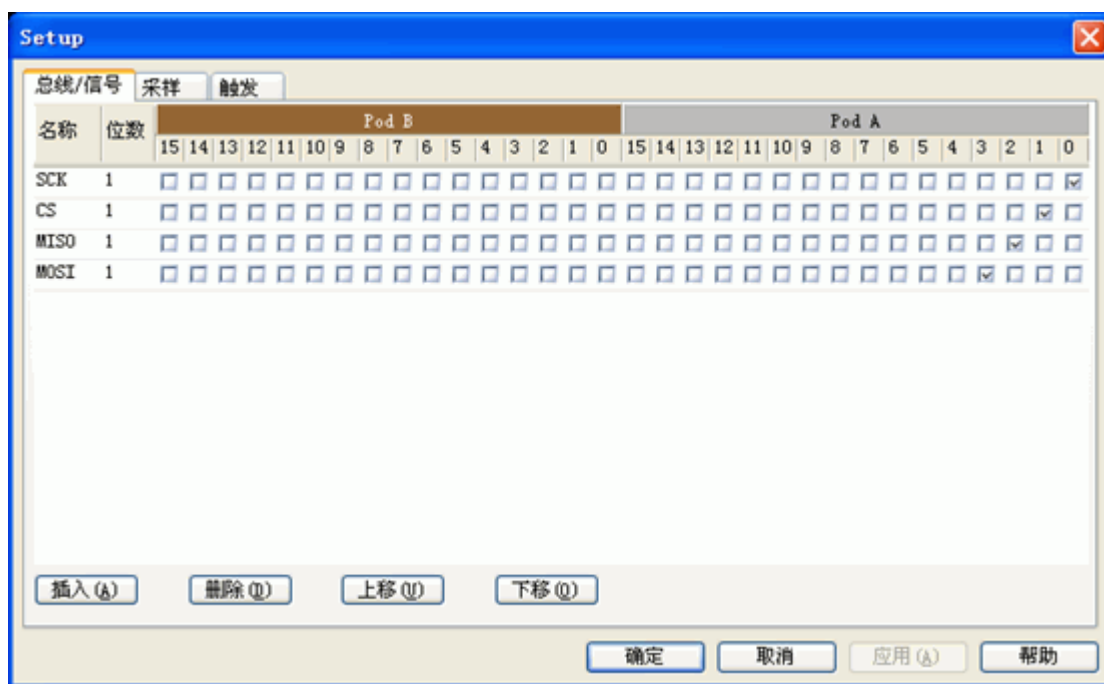 Setup
总线/信号 采样 触发
名称 位数 Pod B Pod A
15 14 13 12 11 10 9 8 7 6 5 4 3 2 1 0 15 14 13 12 11 10 9 8 7 6 5 4 3 2 1 0
SCK 1
CS 1
MISO 1
MOSI 1
插入(A) 删除(D) 上移(U) 下移(O)
确定 取消 应用(A) 帮助